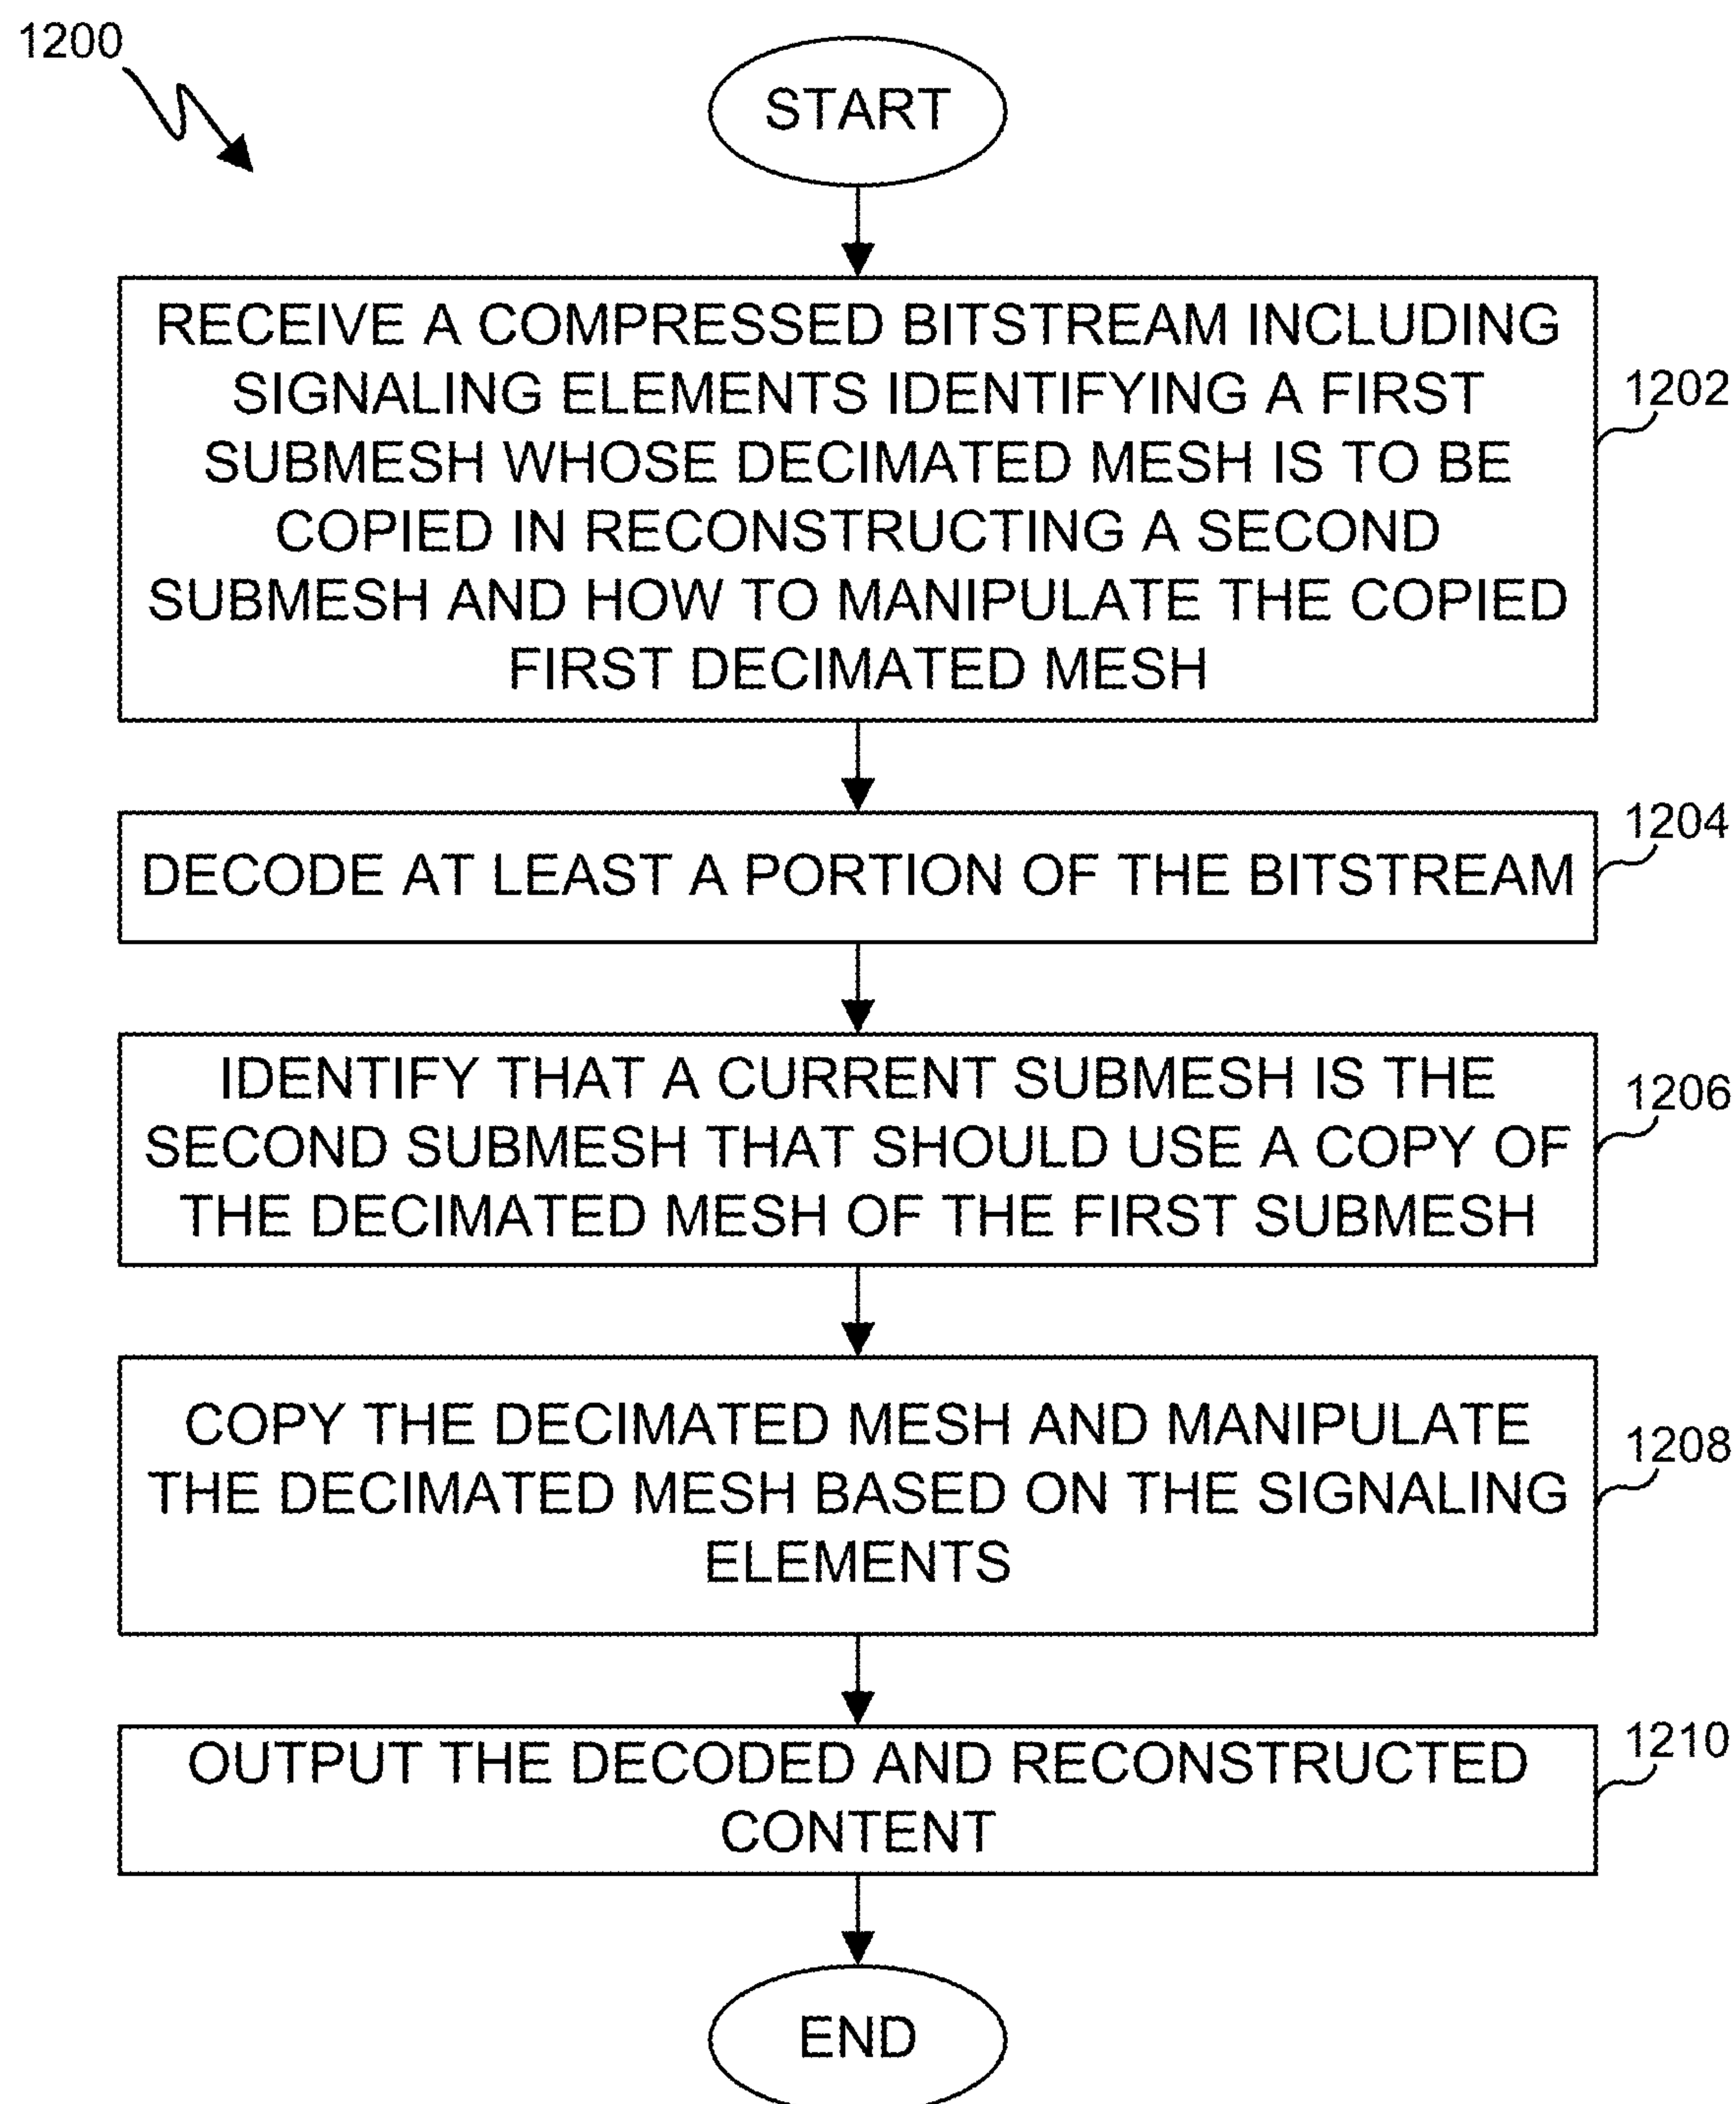 1200
START
RECEIVE A COMPRESSED BITSTREAM INCLUDING
SIGNALING ELEMENTS IDENTIFYING A FIRST
SUBMESH WHOSE DECIMATED MESH IS TO BE
COPIED IN RECONSTRUCTING A SECOND
SUBMESH AND HOW TO MANIPULATE THE COPIED
FIRST DECIMATED MESH
1202
DECODE AT LEAST A PORTION OF THE BITSTREAM
1204
IDENTIFY THAT A CURRENT SUBMESH IS THE
SECOND SUBMESH THAT SHOULD USE A COPY OF
THE DECIMATED MESH OF THE FIRST SUBMESH
1206
COPY THE DECIMATED MESH AND MANIPULATE
THE DECIMATED MESH BASED ON THE SIGNALING
ELEMENTS
1208
OUTPUT THE DECODED AND RECONSTRUCTED
CONTENT
1210
END